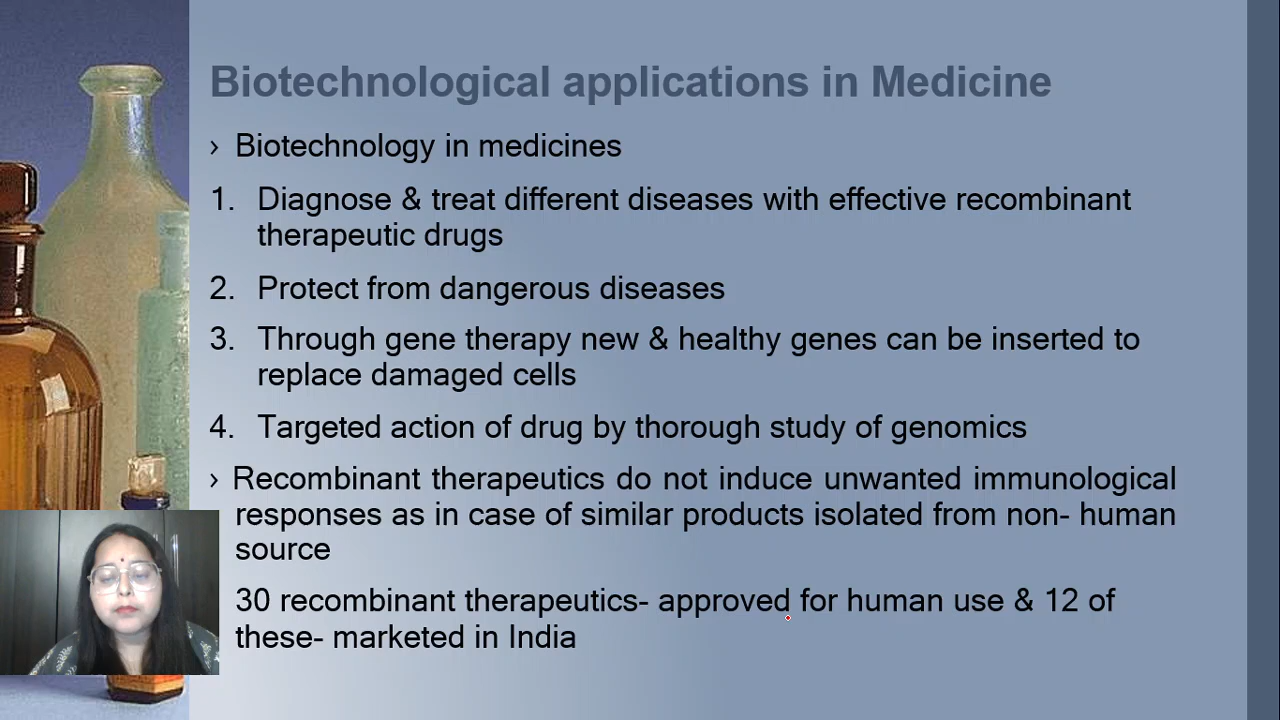 Biotechnological applications in Medicine
› Biotechnology in medicines
1. Diagnose & treat different diseases with effective recombinant
therapeutic drugs
2. Protect from dangerous diseases
3. Through gene therapy new & healthy genes can be inserted to
replace damaged cells
4. Targeted action of drug by thorough study of genomics
› Recombinant therapeutics do not induce unwanted immunological
responses as in case of similar products isolated from non- human
source
30 recombinant therapeutics- approved for human use & 12 of
these- marketed in India